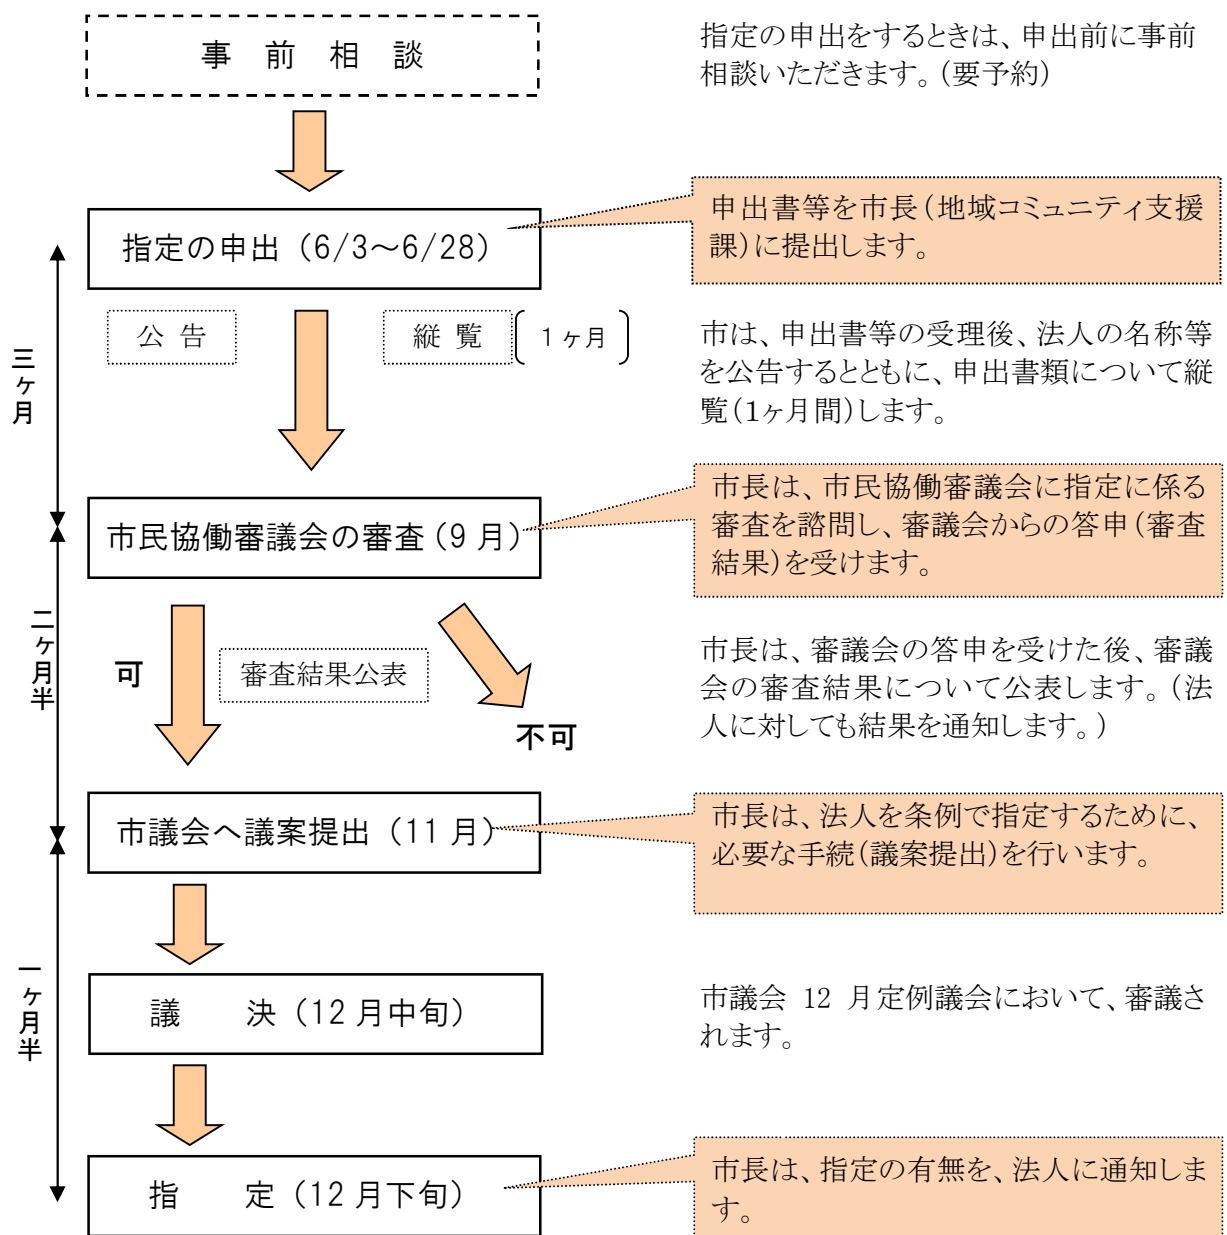 事 前 相 談
指定の申出をするときは、申出前に事前
相談いただきます。(要予約)
指定の申出（6/3～6/28）
申出書等を市長(地域コミュニティ支援
課)に提出します。
公 告
縦 覧
1ヶ月
市は、申出書等の受理後、法人の名称等
を公告するとともに、申出書類について縦
覧(1ヶ月間)します。
三ヶ月
市民協働審議会の審査（9 月）
市長は、市民協働審議会に指定に係る
審査を諮問し、審議会からの答申(審査
結果)を受けます。
二ヶ月半
可
審査結果公表
不可
市長は、審議会の答申を受けた後、審議
会の審査結果について公表します。(法
人に対しても結果を通知します。)
市議会へ議案提出（11 月）
市長は、法人を条例で指定するために、
必要な手続(議案提出)を行います。
一ヶ月半
議 決（12 月中旬）
市議会 12 月定例議会において、審議さ
れます。
指 定（12 月下旬）
市長は、指定の有無を、法人に通知しま
す。